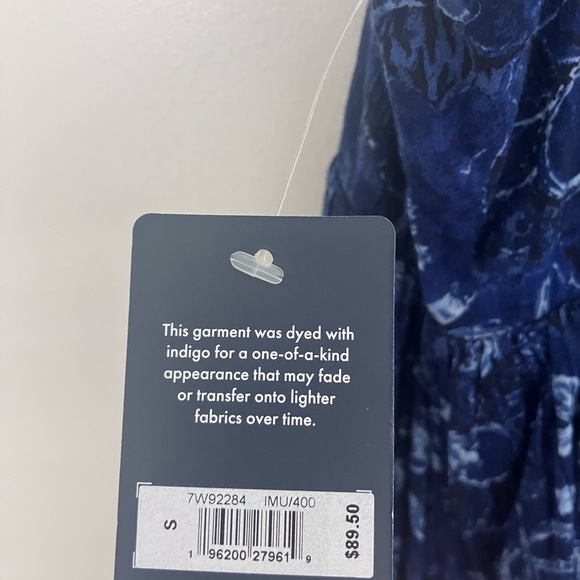 This garment was dyed with
indigo for a one-of-a-kind
appearance that may fade
or transfer onto lighter
fabrics over time.
7W92284 IMU/400
S
$89.50
1 96200 27961 9